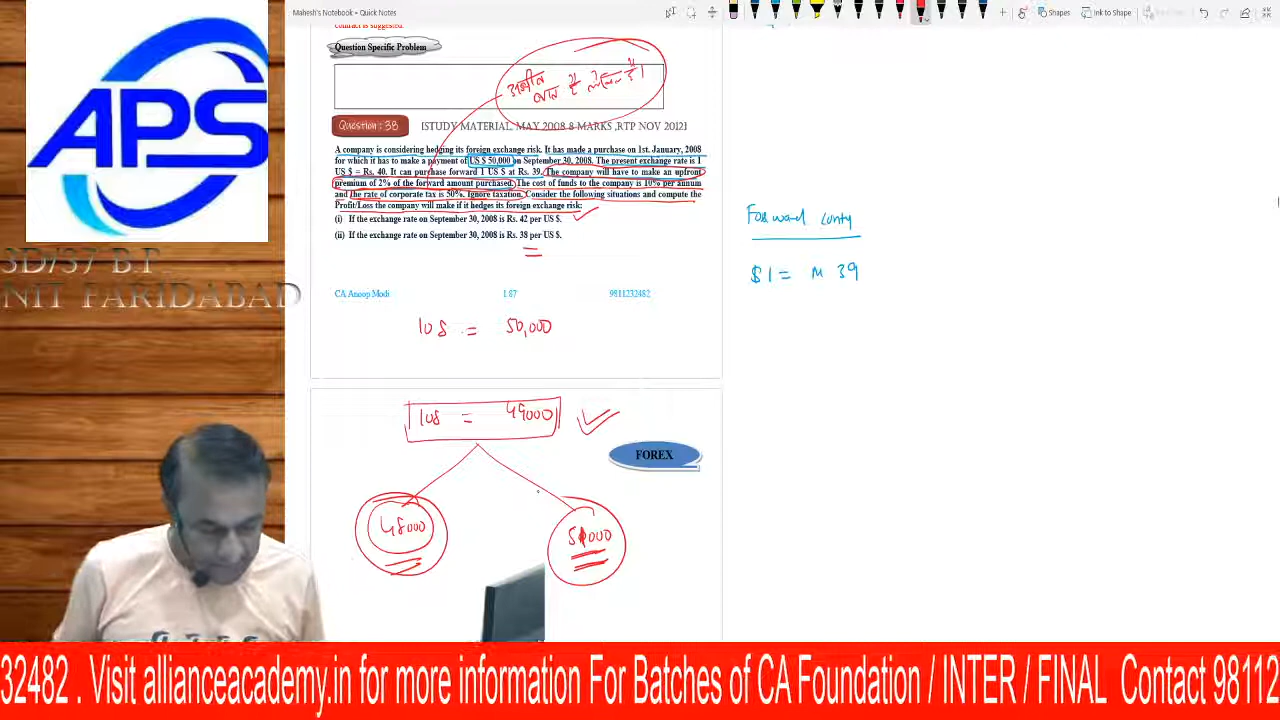 Mahesh's Notebook » Quick Notes
Shapes
Ink to Shape
contract is suggested.
Question Specific Problem
Question : 38
[STUDY MATERIAL, MAY 2008 8 MARKS ,RTP NOV 2012]
A company is considering hedging its foreign exchange risk. It has made a purchase on 1st. January, 2008
for which it has to make a payment of US $ 50,000 on September 30, 2008. The present exchange rate is 1
US $ = Rs. 40. It can purchase forward 1 US $ at Rs. 39. The company will have to make an upfront
premium of 2% of the forward amount purchased. The cost of funds to the company is 10% per annum
and the rate of corporate tax is 50%. Ignore taxation. Consider the following situations and compute the
Profit/Loss the company will make if it hedges its foreign exchange risk:
(i) If the exchange rate on September 30, 2008 is Rs. 42 per US $.
(ii) If the exchange rate on September 30, 2008 is Rs. 38 per US $.
CA Anoop Modi
1.87
9811232482
= 50,000
= 49000
FOREX
48000
51000
Forward
$1 = 39
APS
3D/37 B.P
NIT FARIDABAD
32482 . Visit allianceacademy.in for more information For Batches of CA Foundation / INTER / FINAL Contact 98112